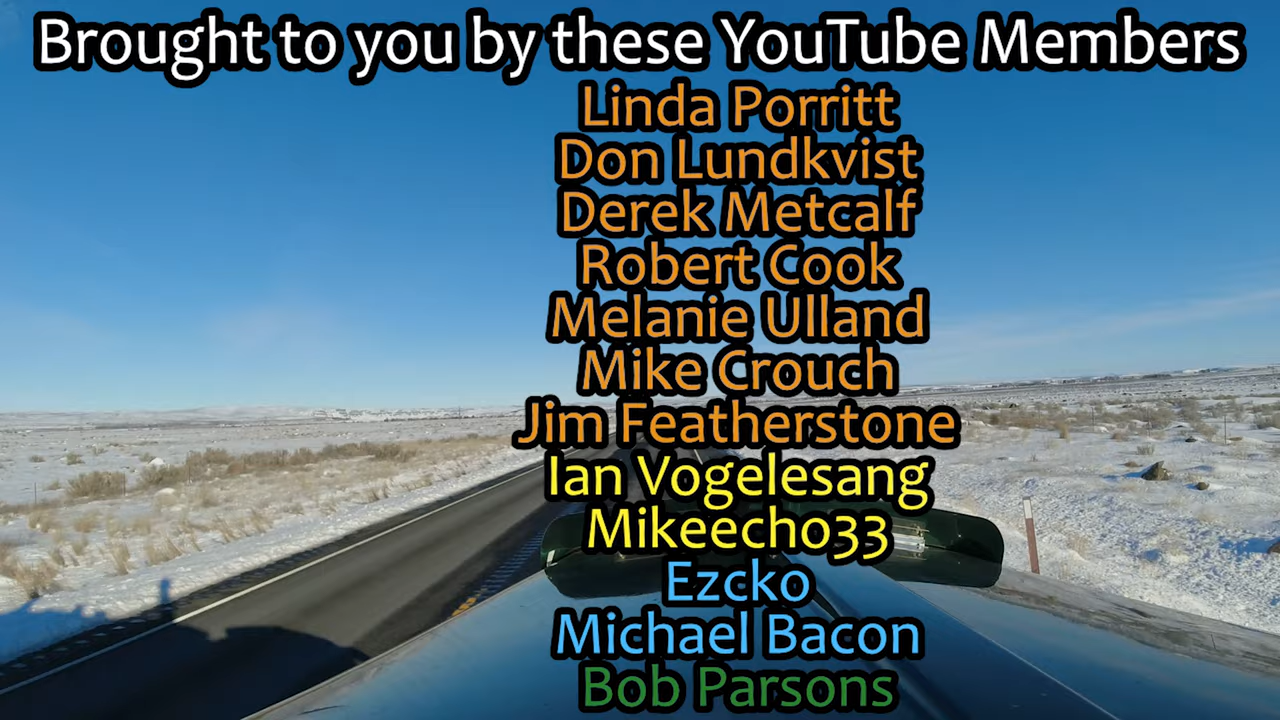 Brought to you by these YouTube Members
Linda Porritt
Don Lundkvist
Derek Metcalf
Robert Cook
Melanie Ulland
Mike Crouch
Jim Featherstone
Ian Vogelesang
Mikeecho33
Ezcko
Michael Bacon
Bob Parsons